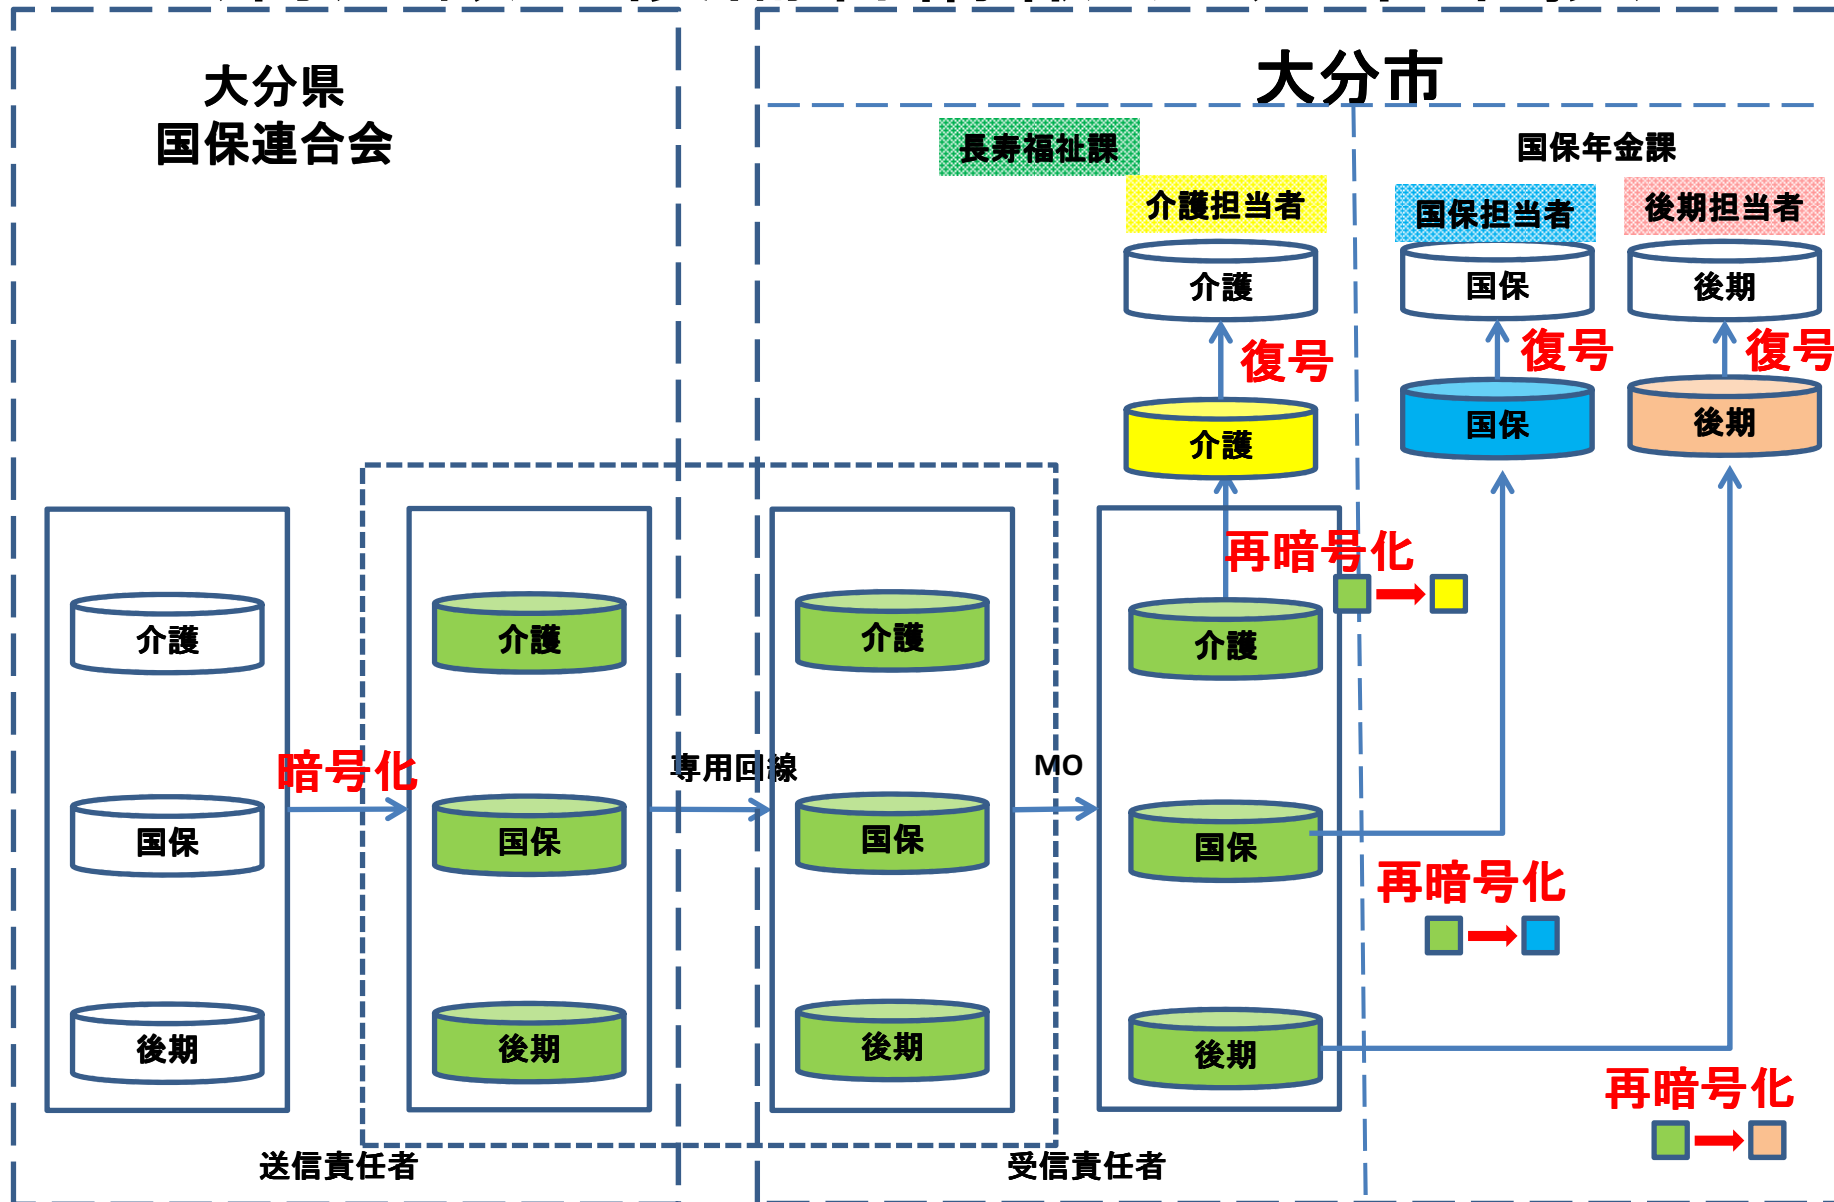 大分県
国保連合会
大分市
長寿福祉課
国保年金課
介護担当者
国保担当者
後期担当者
介護
国保
後期
復号
復号
復号
介護
国保
後期
再暗号化
介護
介護
介護
介護
暗号化
専用回線
MO
国保
国保
国保
国保
再暗号化
後期
後期
後期
後期
再暗号化
送信責任者
受信責任者